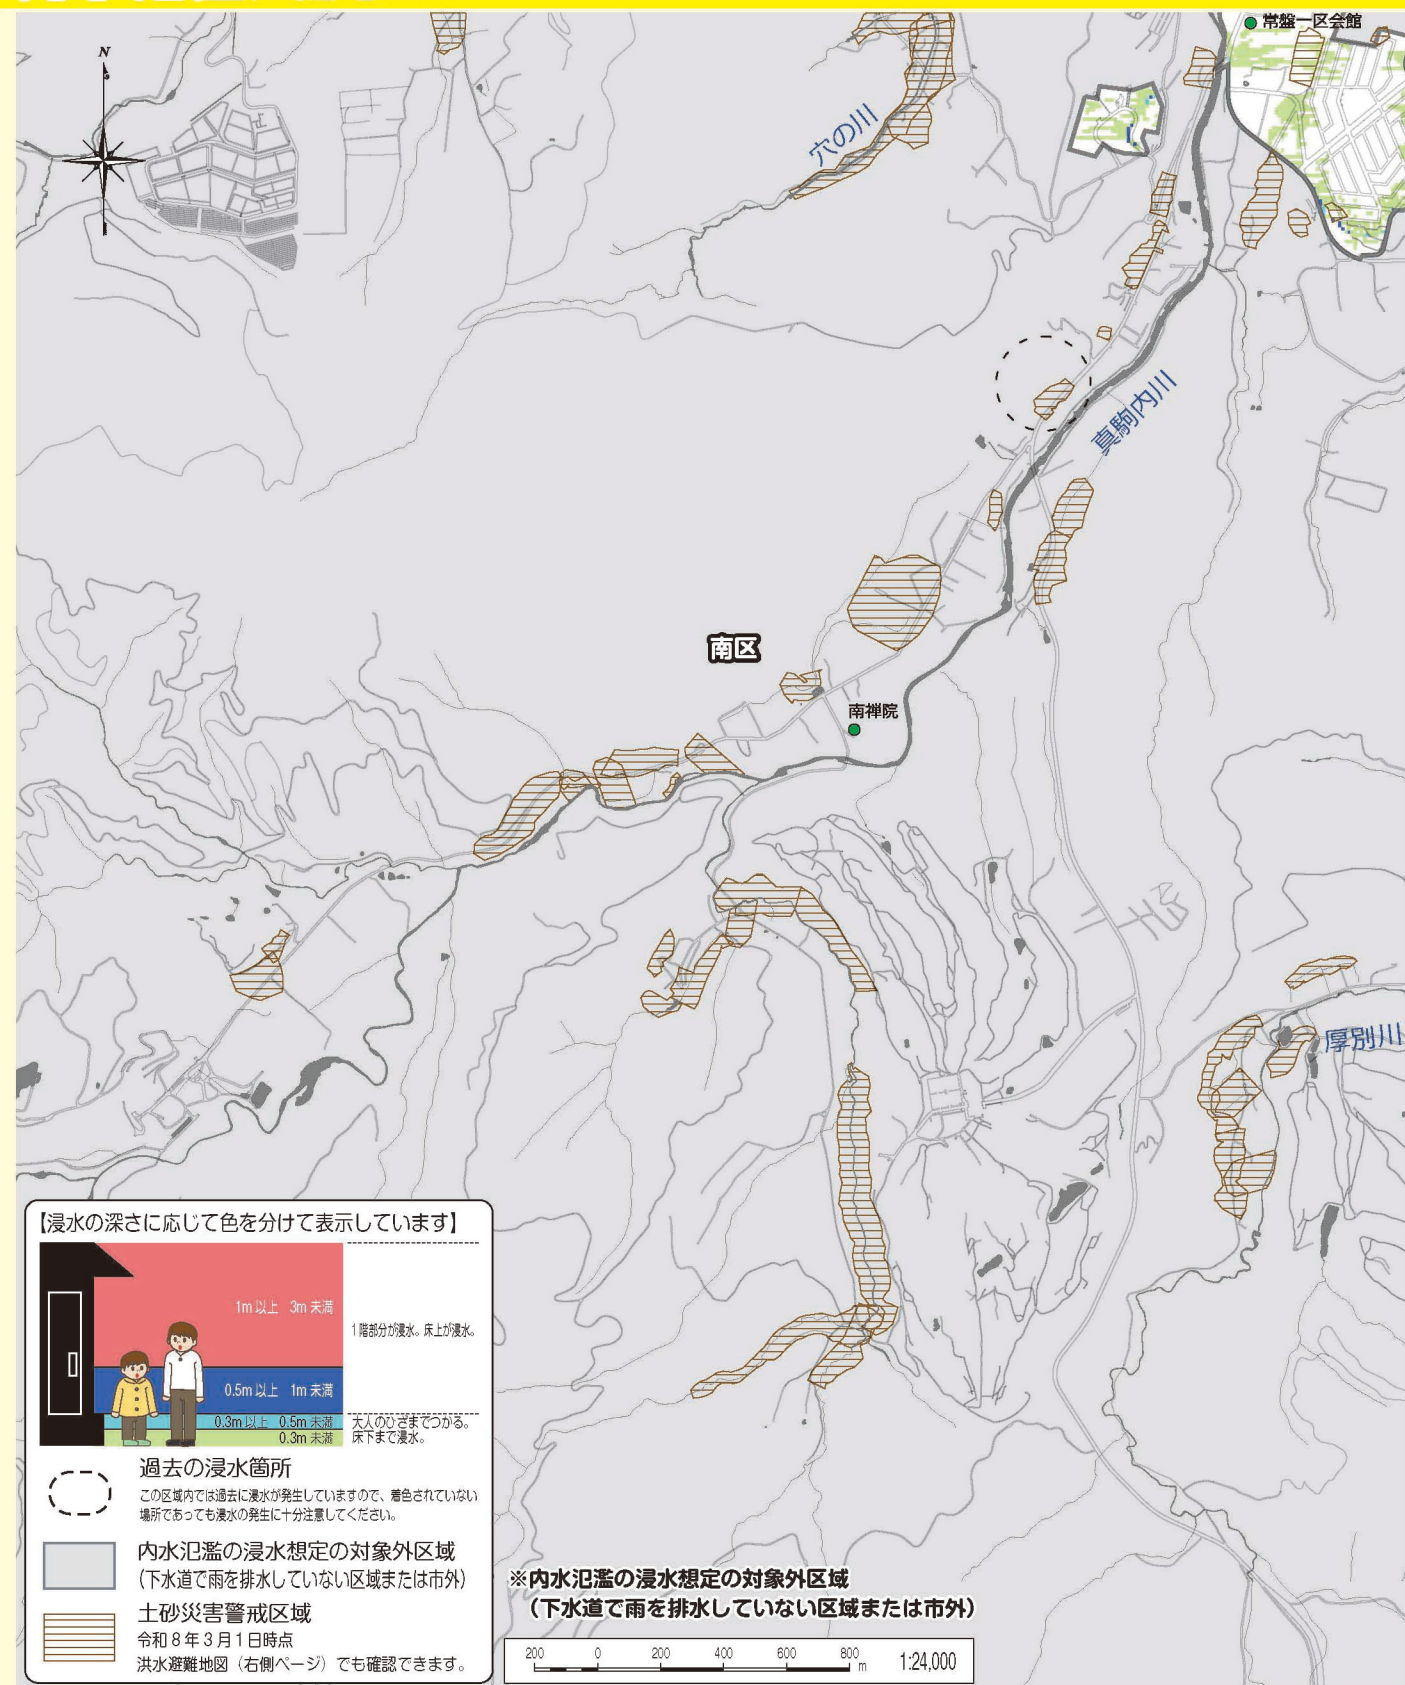 常盤一区会館
N
穴の川
真駒内川
南区
南禅院
厚別川
【浸水の深さに応じて色を分けて表示しています】
1m以上 3m未満
1階部分が浸水。床上が浸水。
0.5m以上 1m未満
0.3m以上 0.5m未満
大人のひざまでつかる。
0.3m未満
床下まで浸水。
過去の浸水箇所
この区域内では過去に浸水が発生していますので、着色されていない
場所であっても浸水の発生に十分注意してください。
内水氾濫の浸水想定の対象外区域
(下水道で雨を排水していない区域または市外)
土砂災害警戒区域
令和8年3月1日時点
洪水避難地図(右側ページ)でも確認できます。
※内水氾濫の浸水想定の対象外区域
(下水道で雨を排水していない区域または市外)
200 0 200 400 600 800 m 1:24,000